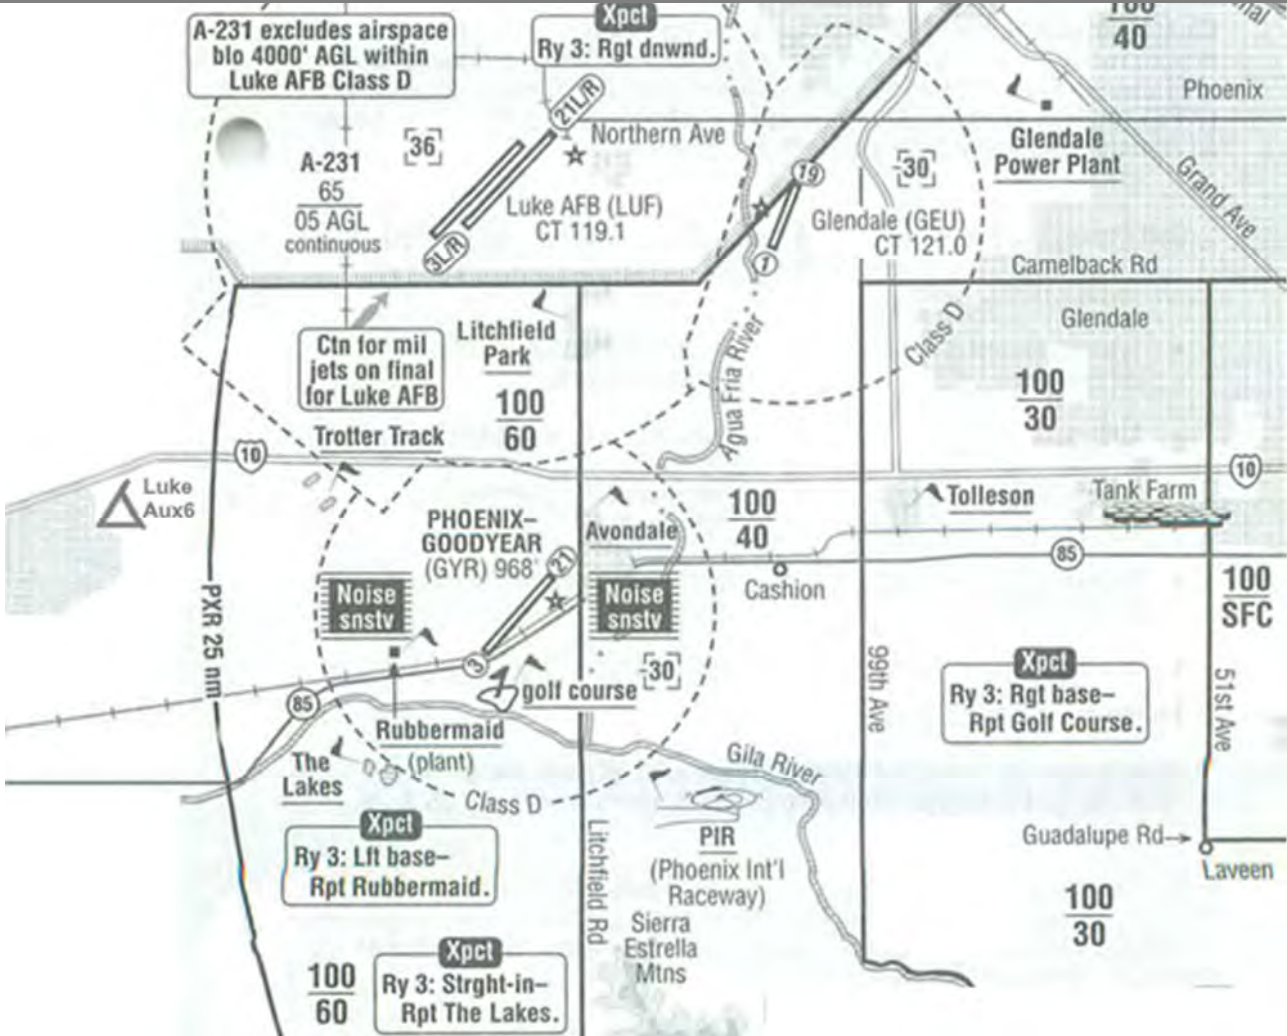 A-231 excludes airspace
blo 4000' AGL within
Luke AFB Class D
Xpct
Ry 3: Rgt dnwnd.
40
Phoenix
21L/R
Northern Ave
36
A-231
65
05 AGL
continuous
Luke AFB (LUF)
CT 119.1
3L/R
19
30
Glendale
Power Plant
Grand Ave
Glendale (GEU)
CT 121.0
1
Camelback Rd
Glendale
Class D
Agua Fria River
Litchfield
Park
Ctn for mil
jets on final
for Luke AFB
100
60
100
30
Trotter Track
10
10
Luke
Aux6
PHOENIX–
GOODYEAR
(GYR) 968'
Avondale
100
40
Tolleson
Tank Farm
21
85
Cashion
100
SFC
Noise
snstv
Noise
snstv
PXR 25 nm
3
golf course
30
85
99th Ave
51st Ave
Xpct
Ry 3: Rgt base–
Rpt Golf Course.
Rubbermaid
(plant)
The
Lakes
Gila River
Class D
Xpct
Ry 3: Lft base–
Rpt Rubbermaid.
Litchfield Rd
PIR
(Phoenix Int'l
Raceway)
Guadalupe Rd
Laveen
Sierra
Estrella
Mtns
100
30
Xpct
Ry 3: Strght-in–
Rpt The Lakes.
100
60